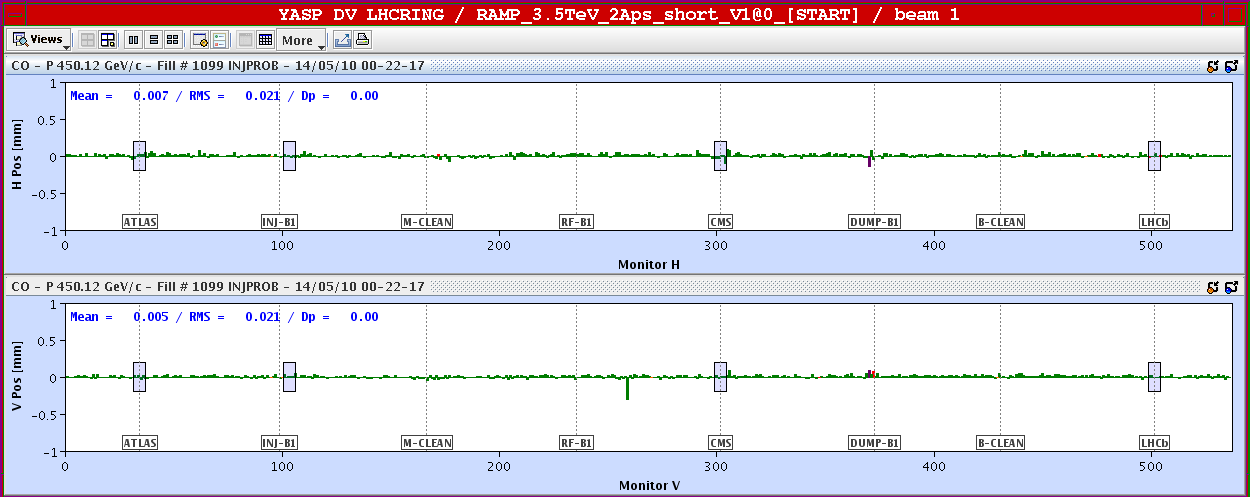 YASP DV LHCRING / RAMP_3.5TeV_2Aps_short_V1@0_[START] / beam 1
Views More
CO - P 450.12 GeV/c - Fill # 1099 INJPROB - 14/05/10 00-22-17
Mean = 0.007 / RMS = 0.021 / Dp = 0.00
H Pos [mm]
1
0.5
0
-0.5
-1
ATLAS INJ-B1 M-CLEAN RF-B1 CMS DUMP-B1 B-CLEAN LHCb
0 100 200 300 400 500
Monitor H
CO - P 450.12 GeV/c - Fill # 1099 INJPROB - 14/05/10 00-22-17
Mean = 0.005 / RMS = 0.021 / Dp = 0.00
V Pos [mm]
1
0.5
0
-0.5
-1
ATLAS INJ-B1 M-CLEAN RF-B1 CMS DUMP-B1 B-CLEAN LHCb
0 100 200 300 400 500
Monitor V